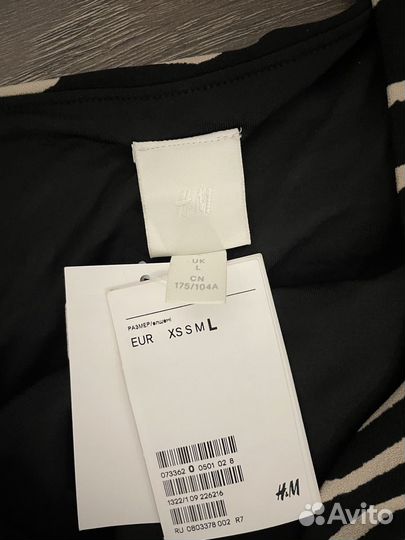 H&M
UK
L
CN
175/104A
РАЗМЕР/өлшемі
EUR XS S M L
073362 0 0501 02 8
1322/1 09 226216
H&M
RU 0803378 002 R7
Avito